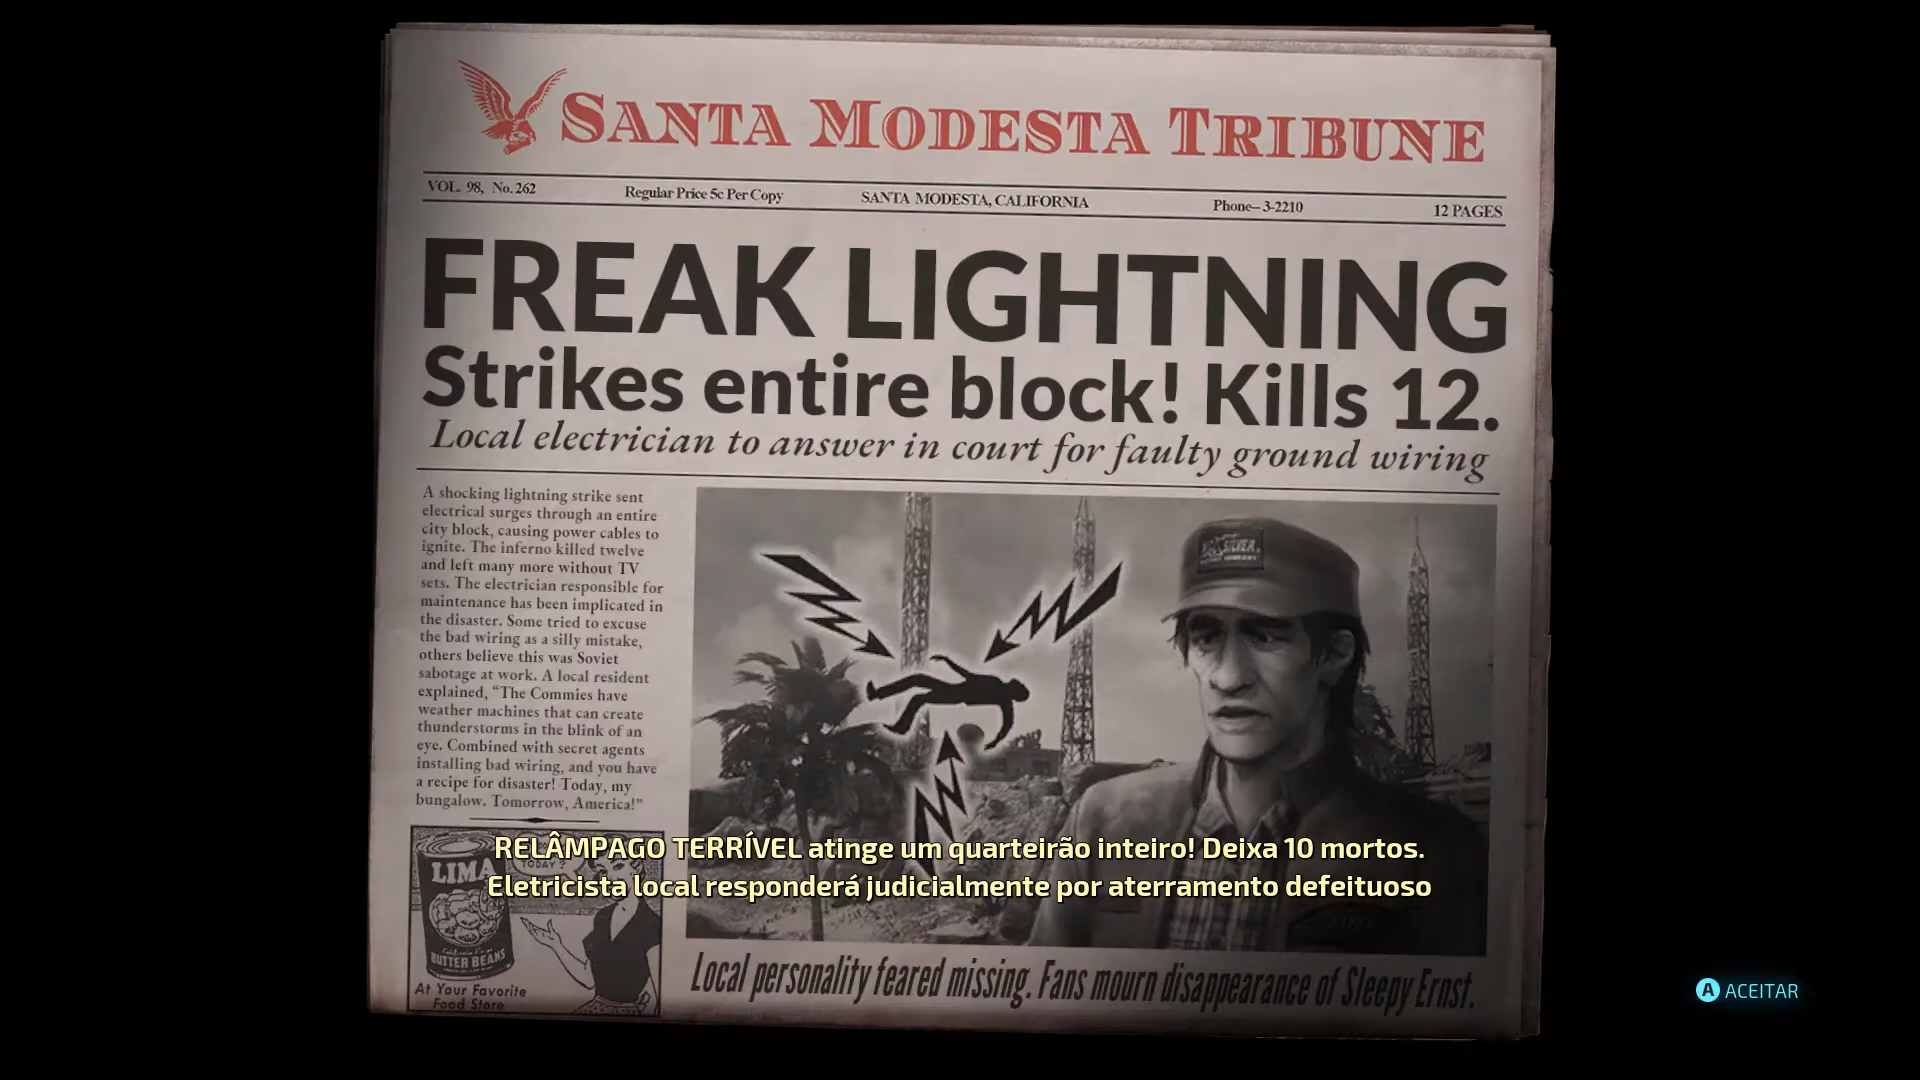 SANTA MODESTA TRIBUNE
VOL. 98, No. 262 Regular Price 5c Per Copy SANTA MODESTA, CALIFORNIA Phone–3-2210 12 PAGES
FREAK LIGHTNING
Strikes entire block! Kills 12.
Local electrician to answer in court for faulty ground wiring
A shocking lightning strike sent
electrical surges through an entire
city block, causing power cables to
ignite. The inferno killed twelve
and left many more without TV
sets. The electrician responsible for
maintenance has been implicated in
the disaster. Some tried to excuse
the bad wiring as a silly mistake,
others believe this was Soviet
sabotage at work. A local resident
explained, “The Commies have
weather machines that can create
thunderstorms in the blink of an
eye. Combined with secret agents
installing bad wiring, and you have
a recipe for disaster! Today, my
bungalow. Tomorrow, America!”
SILVER
RELÂMPAGO TERRÍVEL atinge um quarteirão inteiro! Deixa 10 mortos.
Eletricista local responderá judicialmente por aterramento defeituoso
TODAY?
LIMA
BUTTER BEANS
At Your Favorite
Food Store
Local personality feared missing. Fans mourn disappearance of Sleepy Ernst.
A ACEITAR